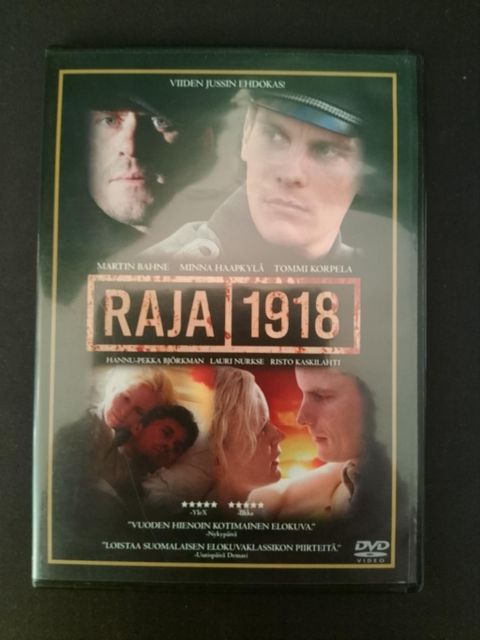 VIIDEN JUSSIN EHDOKAS!
MARTIN BAHNE MINNA HAAPKYLÄ TOMMI KORPELA
RAJA 1918
HANNU-PEKKA BJÖRKMAN LAURI NURKSE RISTO KASKILAHTI
★★★★★ ★★★★★
-YleX -Ilkka
"VUODEN HIENOIN KOTIMAINEN ELOKUVA."
-Nykypäivä
"LOISTAA SUOMALAISEN ELOKUVAKLASSIKON PIIRTEITÄ."
-Uutispäivä Demari
DVD
VIDEO